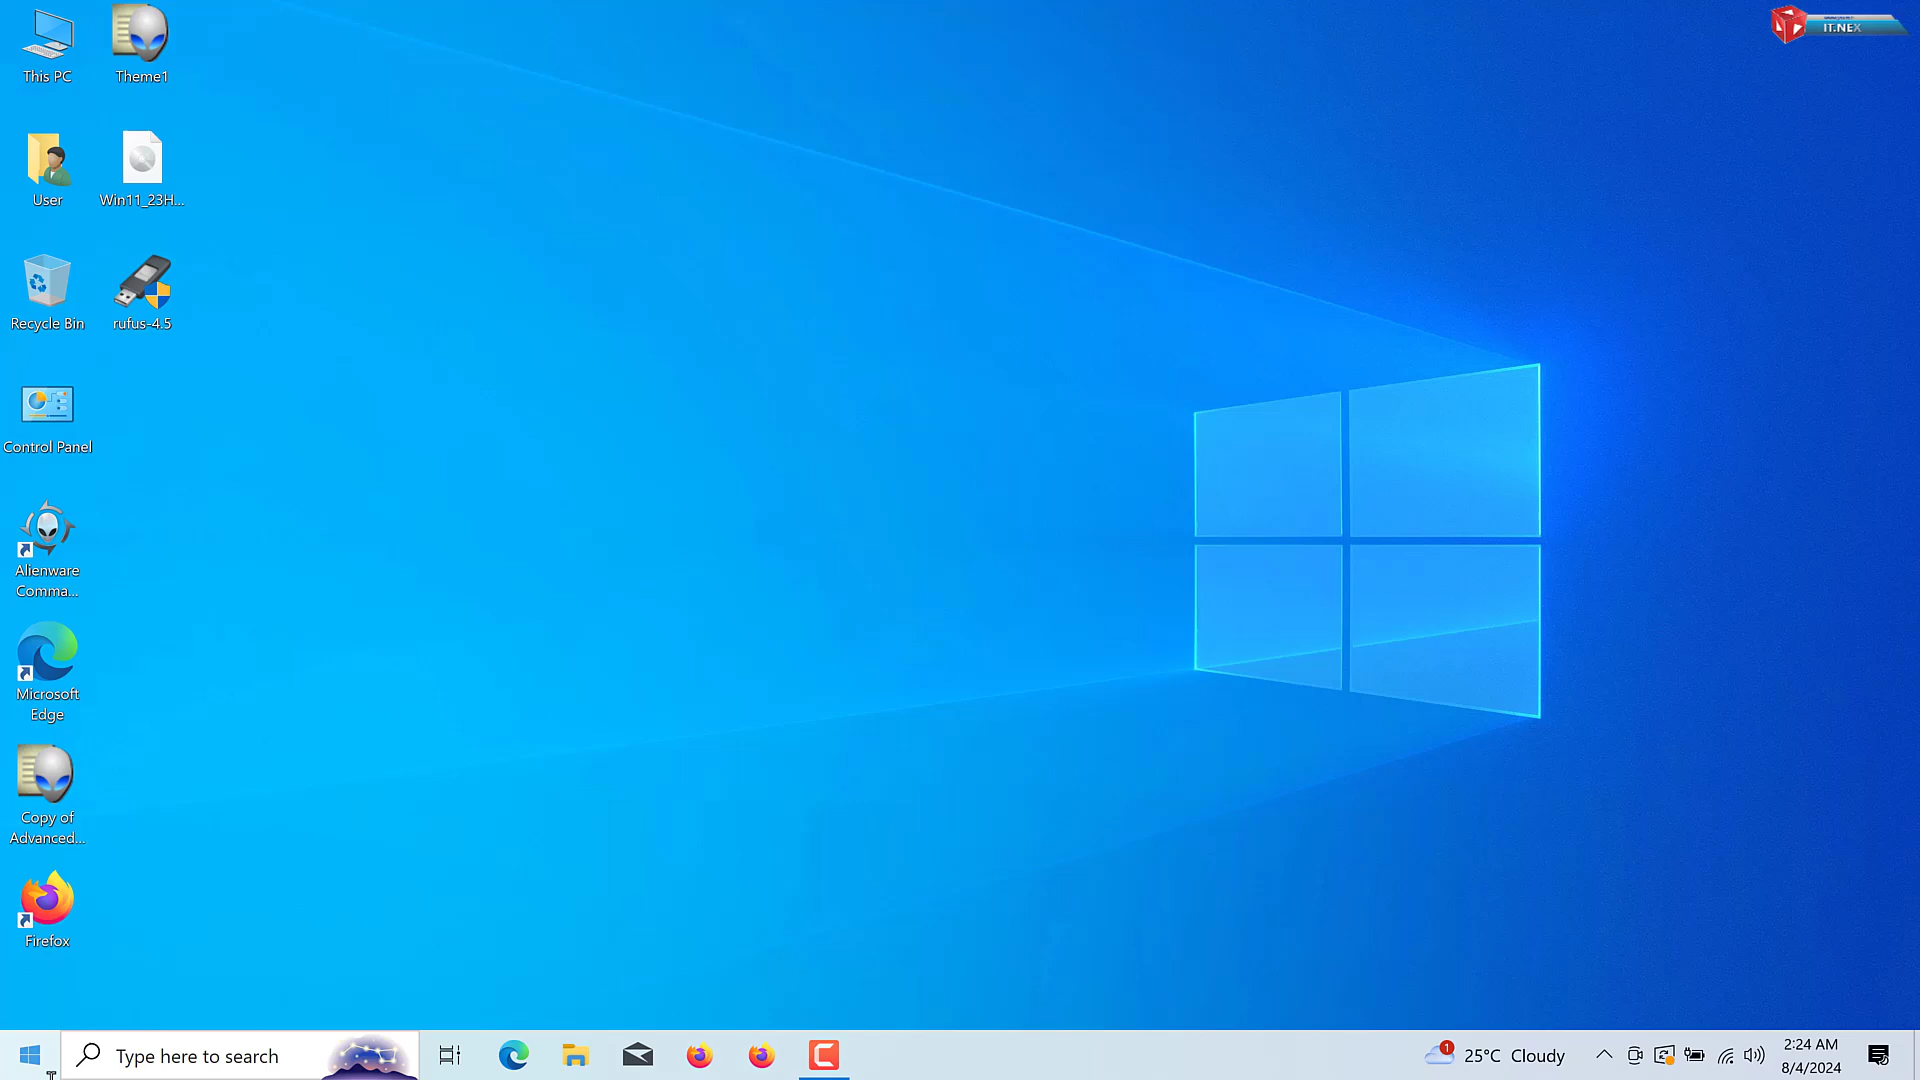 This PC
Theme1
IT.NEX
User
Win11_23H...
Recycle Bin
rufus-4.5
Control Panel
Alienware
Comma...
Microsoft
Edge
Copy of
Advanced...
Firefox
Type here to search
1
25°C Cloudy
2:24 AM
8/4/2024